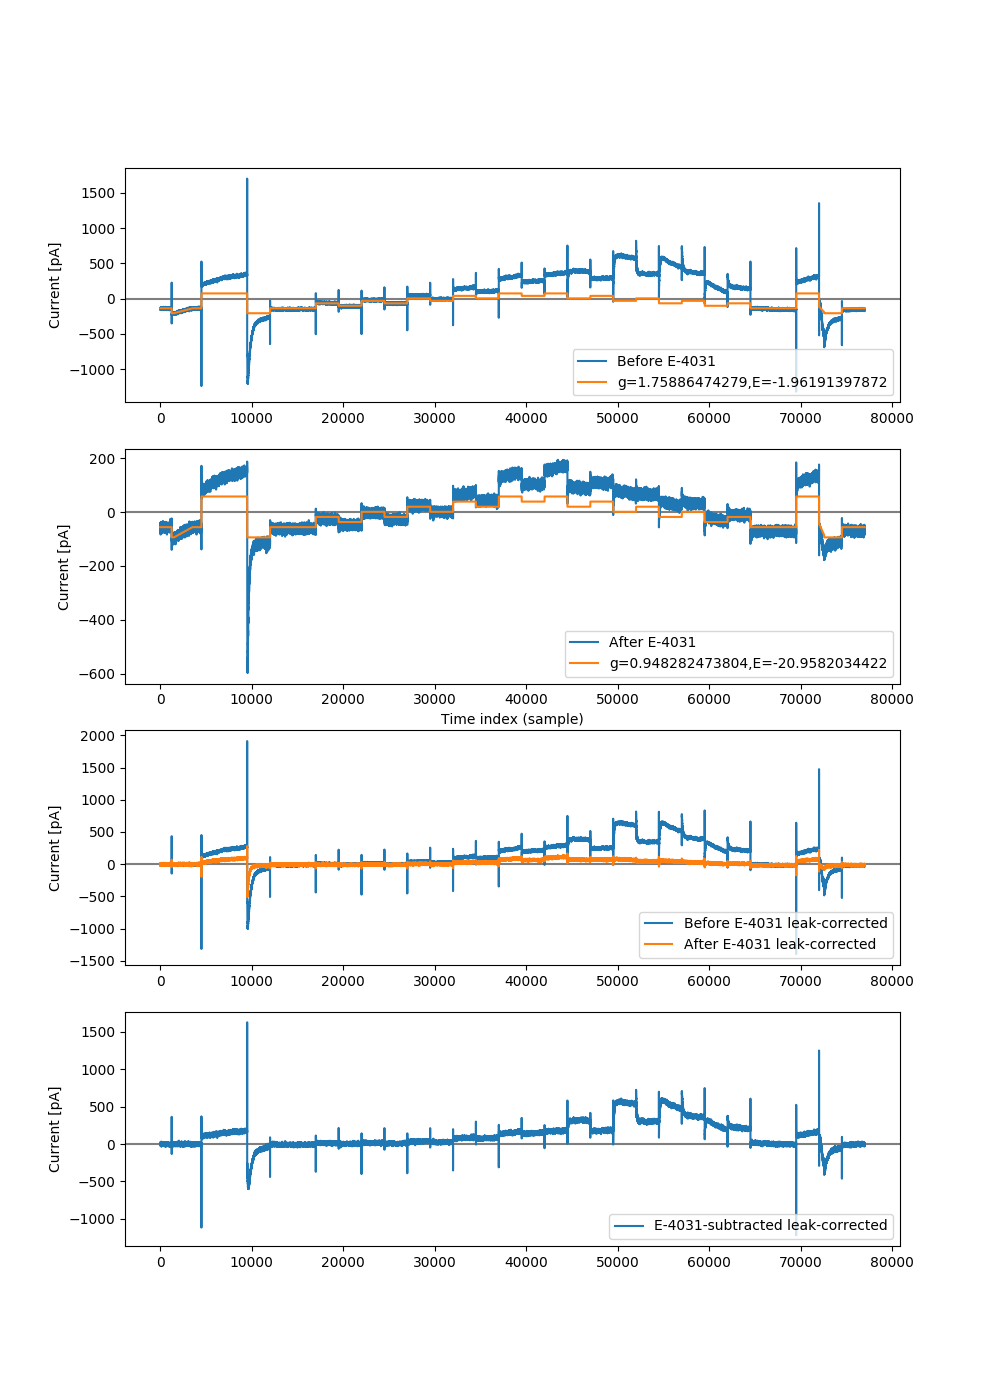 1500
1000
500
0
−500
−1000
Current [pA]
Before E-4031
g=1.75886474279,E=-1.96191397872
0 10000 20000 30000 40000 50000 60000 70000 80000
200
0
−200
−400
−600
Current [pA]
After E-4031
g=0.948282473804,E=-20.9582034422
0 10000 20000 30000 40000 50000 60000 70000 80000
Time index (sample)
2000
1500
1000
500
0
−500
−1000
−1500
Current [pA]
Before E-4031 leak-corrected
After E-4031 leak-corrected
0 10000 20000 30000 40000 50000 60000 70000 80000
1500
1000
500
0
−500
−1000
Current [pA]
E-4031-subtracted leak-corrected
0 10000 20000 30000 40000 50000 60000 70000 80000